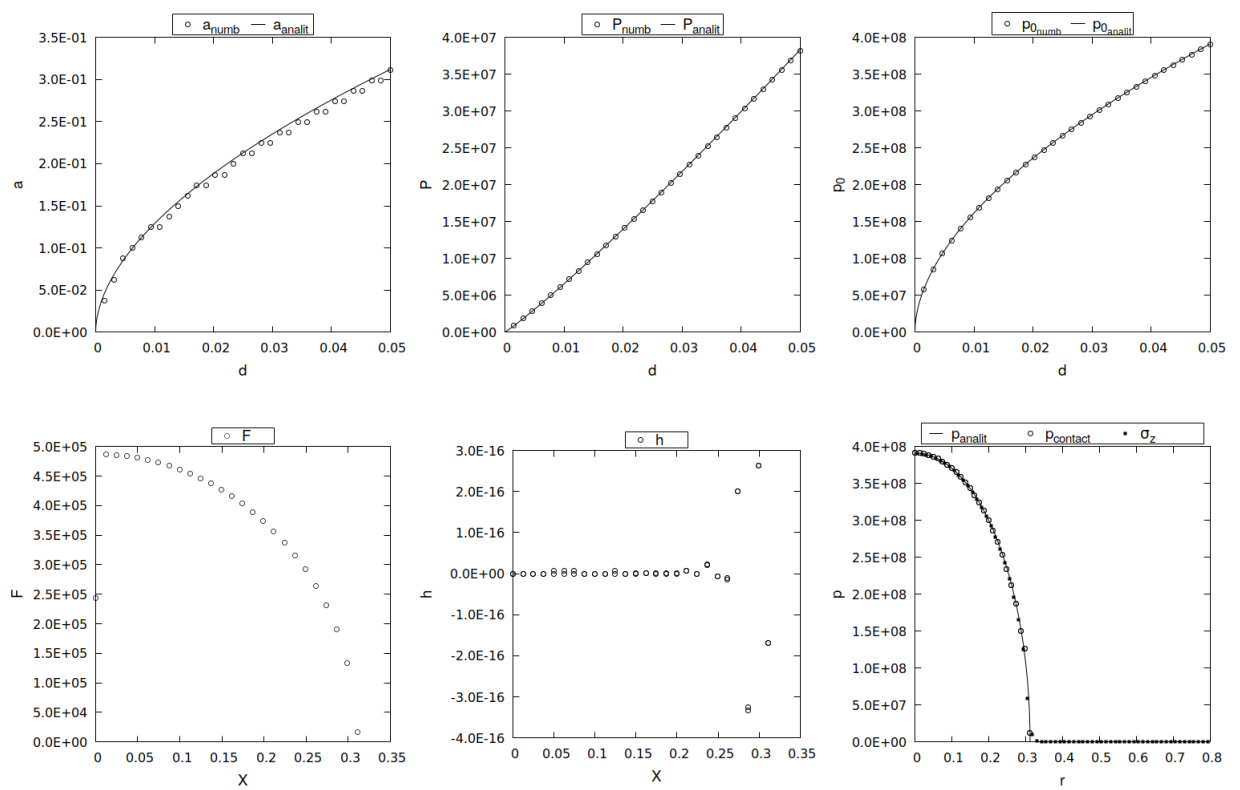 a_numb a_analit
3.5E-01
3.0E-01
2.5E-01
2.0E-01
1.5E-01
1.0E-01
5.0E-02
0.0E+00
a
0 0.01 0.02 0.03 0.04 0.05
d
P_numb P_analit
4.0E+07
3.5E+07
3.0E+07
2.5E+07
2.0E+07
1.5E+07
1.0E+07
5.0E+06
0.0E+00
P
0 0.01 0.02 0.03 0.04 0.05
d
p_0_numb p_0_analit
4.0E+08
3.5E+08
3.0E+08
2.5E+08
2.0E+08
1.5E+08
1.0E+08
5.0E+07
0.0E+00
p_0
0 0.01 0.02 0.03 0.04 0.05
d
F
5.0E+05
4.5E+05
4.0E+05
3.5E+05
3.0E+05
2.5E+05
2.0E+05
1.5E+05
1.0E+05
5.0E+04
0.0E+00
F
0 0.05 0.1 0.15 0.2 0.25 0.3 0.35
X
h
3.0E-16
2.0E-16
1.0E-16
0.0E+00
-1.0E-16
-2.0E-16
-3.0E-16
-4.0E-16
h
0 0.05 0.1 0.15 0.2 0.25 0.3 0.35
X
p_analit p_contact σ_z
4.0E+08
3.5E+08
3.0E+08
2.5E+08
2.0E+08
1.5E+08
1.0E+08
5.0E+07
0.0E+00
p
0 0.1 0.2 0.3 0.4 0.5 0.6 0.7 0.8
r